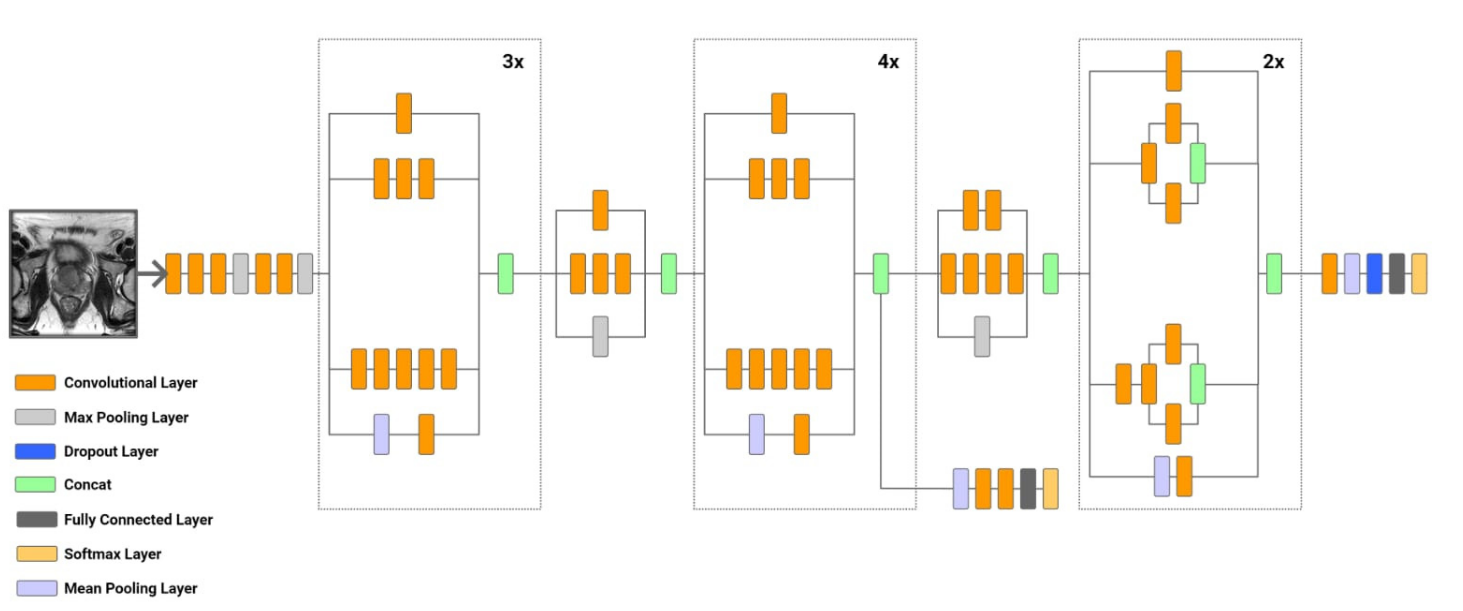 3x
4x
2x
Convolutional Layer
Max Pooling Layer
Dropout Layer
Concat
Fully Connected Layer
Softmax Layer
Mean Pooling Layer